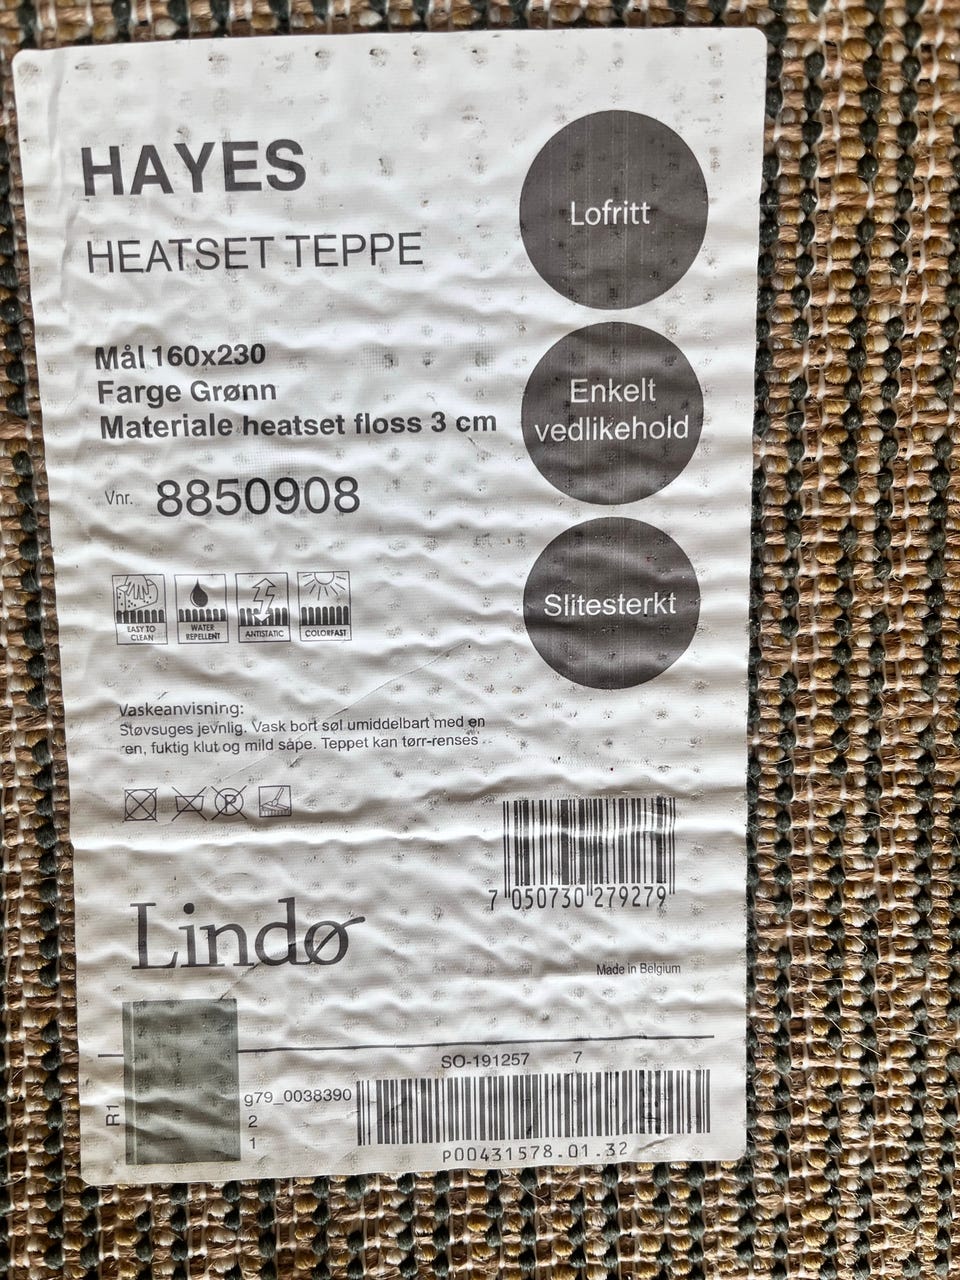 HAYES
HEATSET TEPPE
Lofritt
Mål 160x230
Farge Grønn
Materiale heatset floss 3 cm
Enkelt
vedlikehold
Vnr. 8850908
Slitesterkt
EASY TO
CLEAN
WATER
REPELLENT
ANTISTATIC
COLORFAST
Vaskeanvisning:
Støvsuges jevnlig. Vask bort søl umiddelbart med en
ren, fuktig klut og mild såpe. Teppet kan tørr-renses
P
7 050730 279279
Lindø
Made in Belgium
SO-191257 7
R1
g79_0038390
2
1
P00431578.01.32